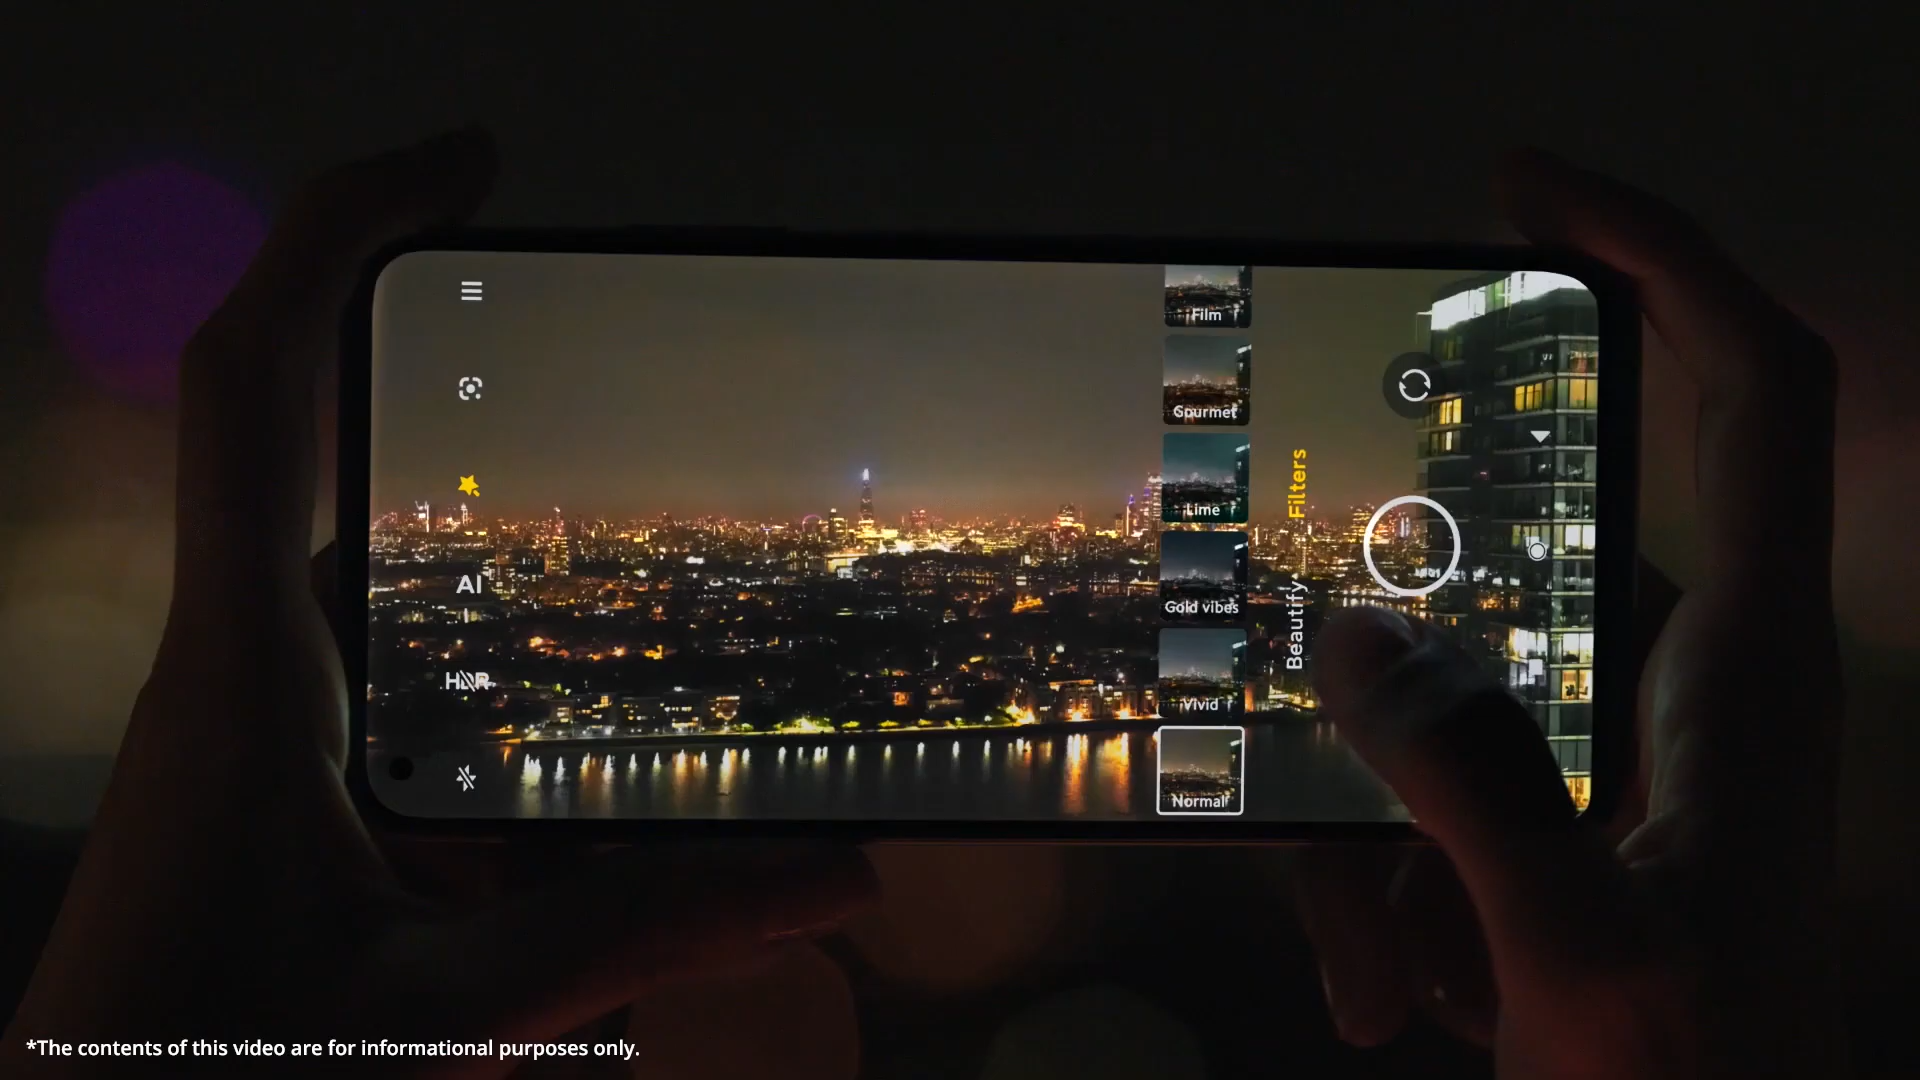 Film
Gourmet
Lime
Gold vibes
Vivid
Normal
Filters
Beautify
AI
HDR
*The contents of this video are for informational purposes only.